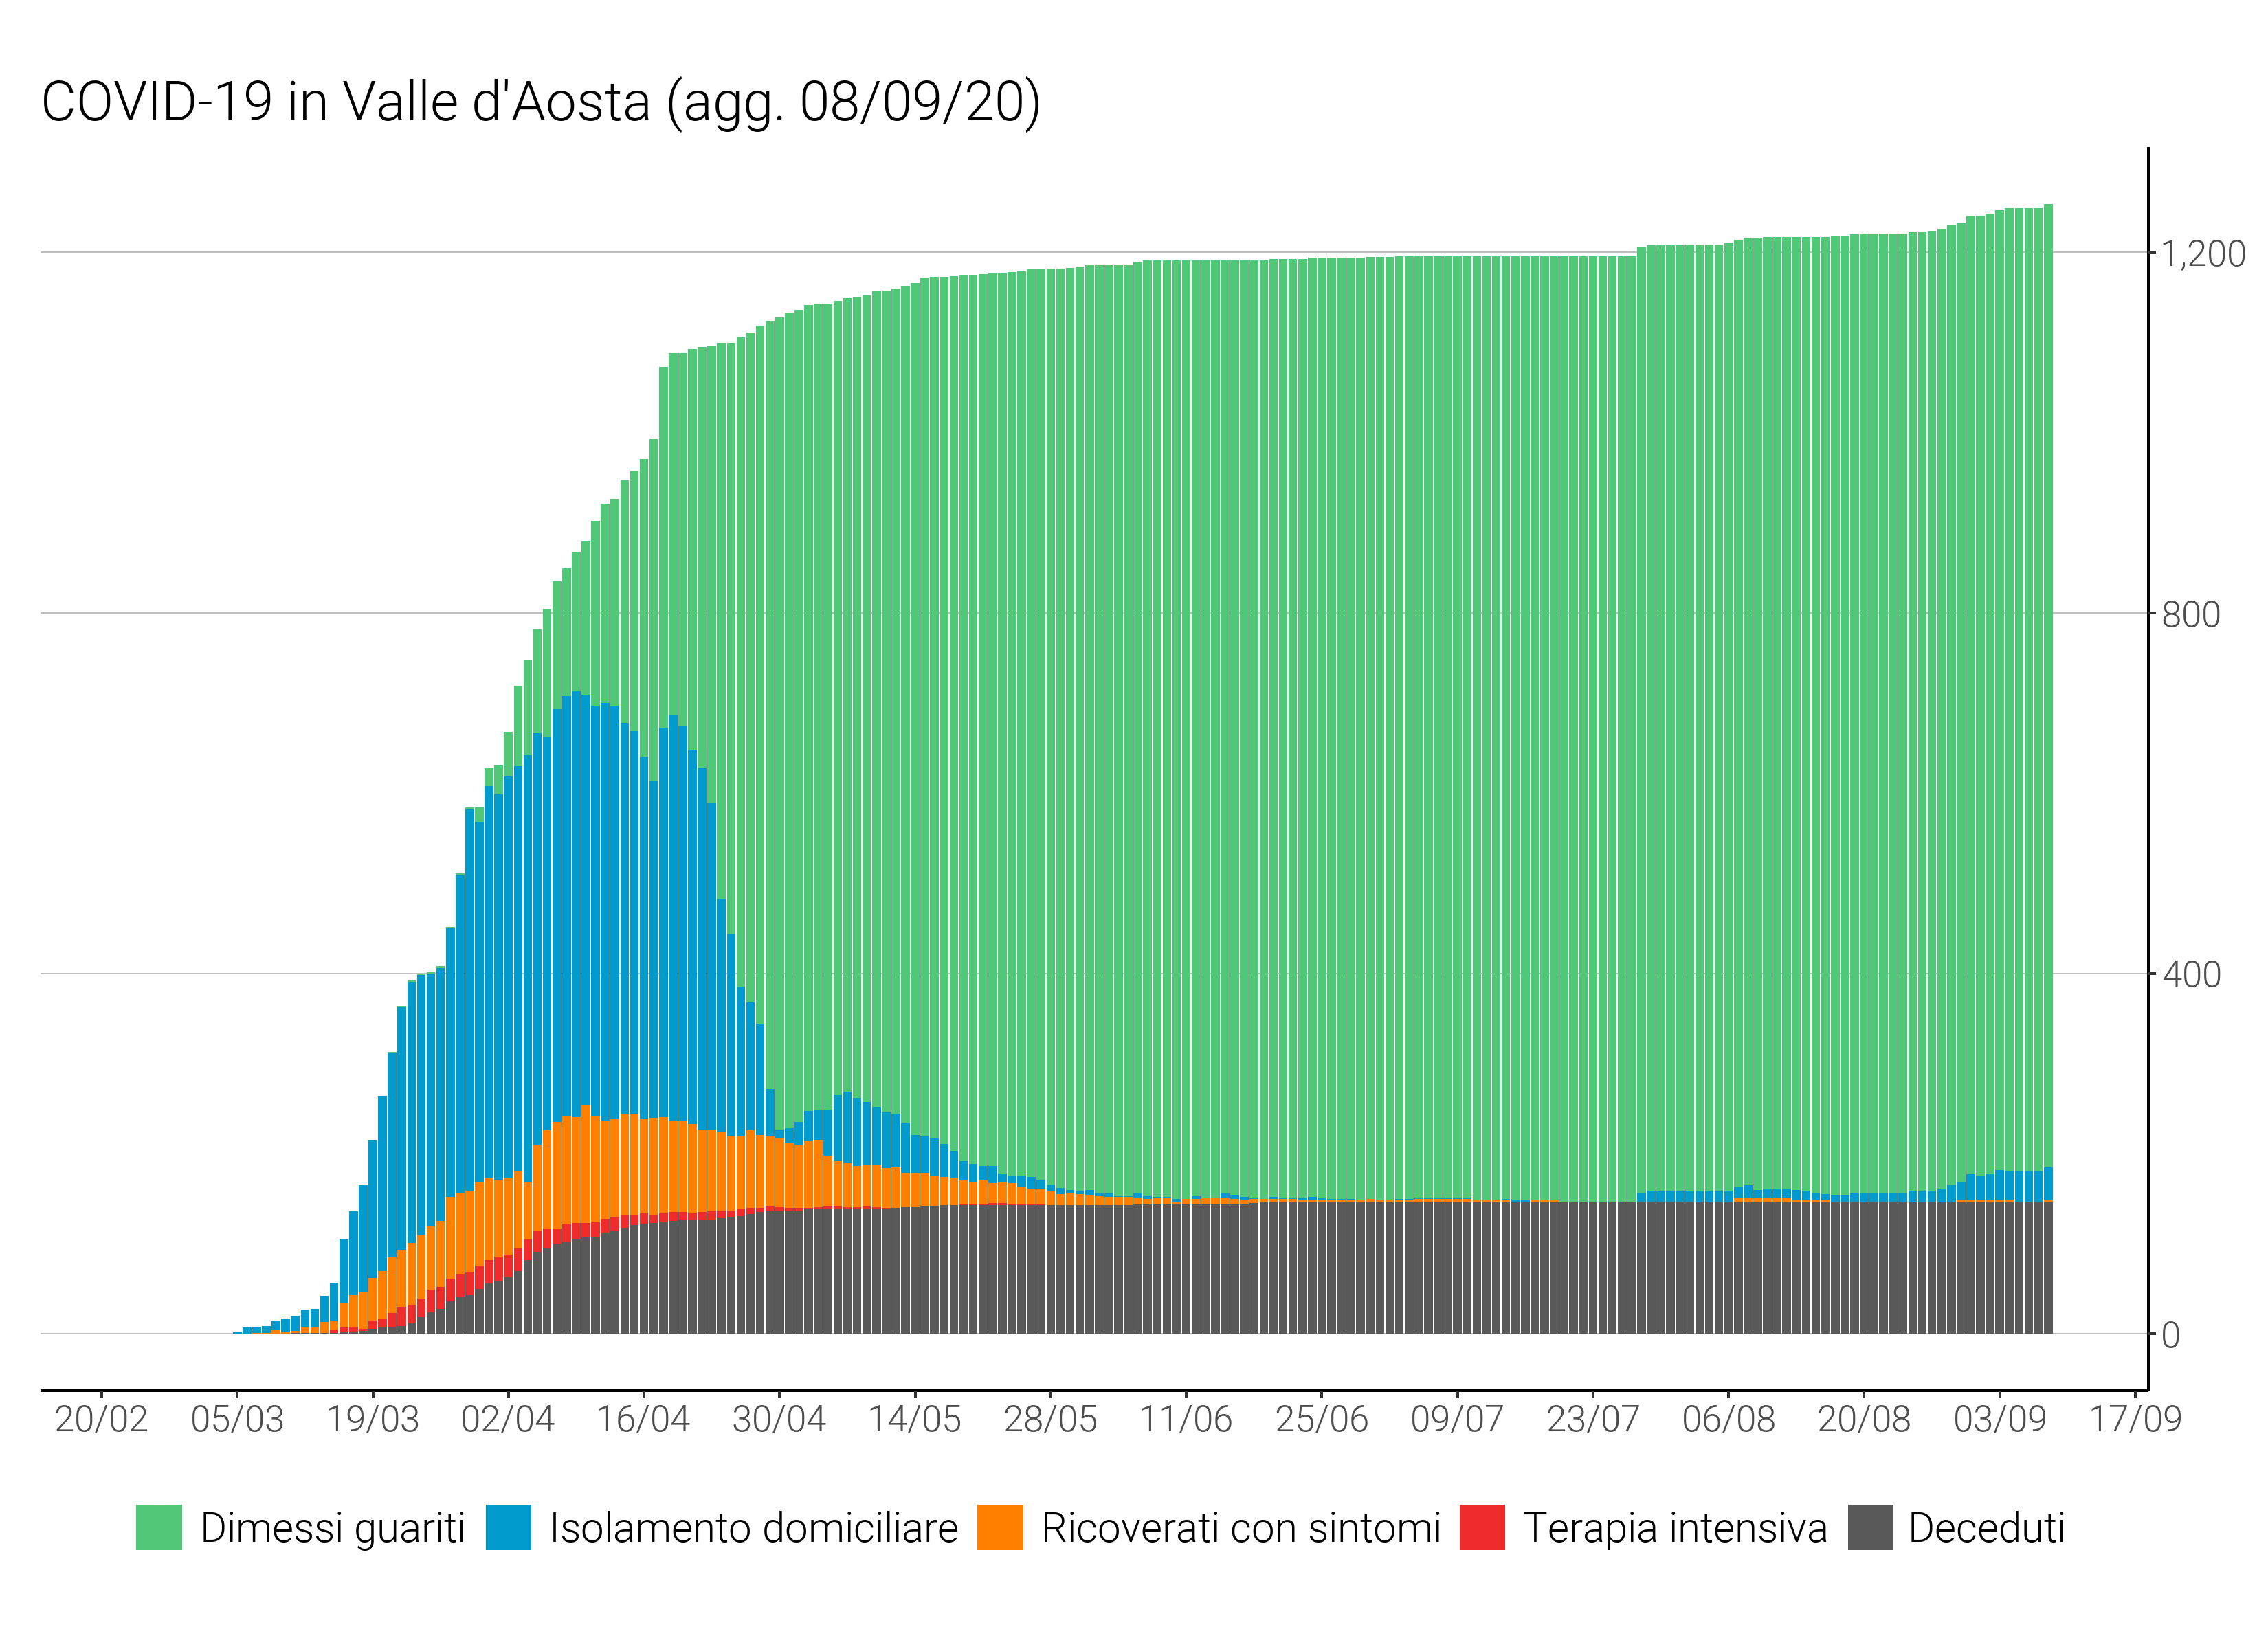 COVID-19 in Valle d'Aosta (agg. 08/09/20)
1,200
800
400
0
20/02 05/03 19/03 02/04 16/04 30/04 14/05 28/05 11/06 25/06 09/07 23/07 06/08 20/08 03/09 17/09
Dimessi guariti Isolamento domiciliare Ricoverati con sintomi Terapia intensiva Deceduti